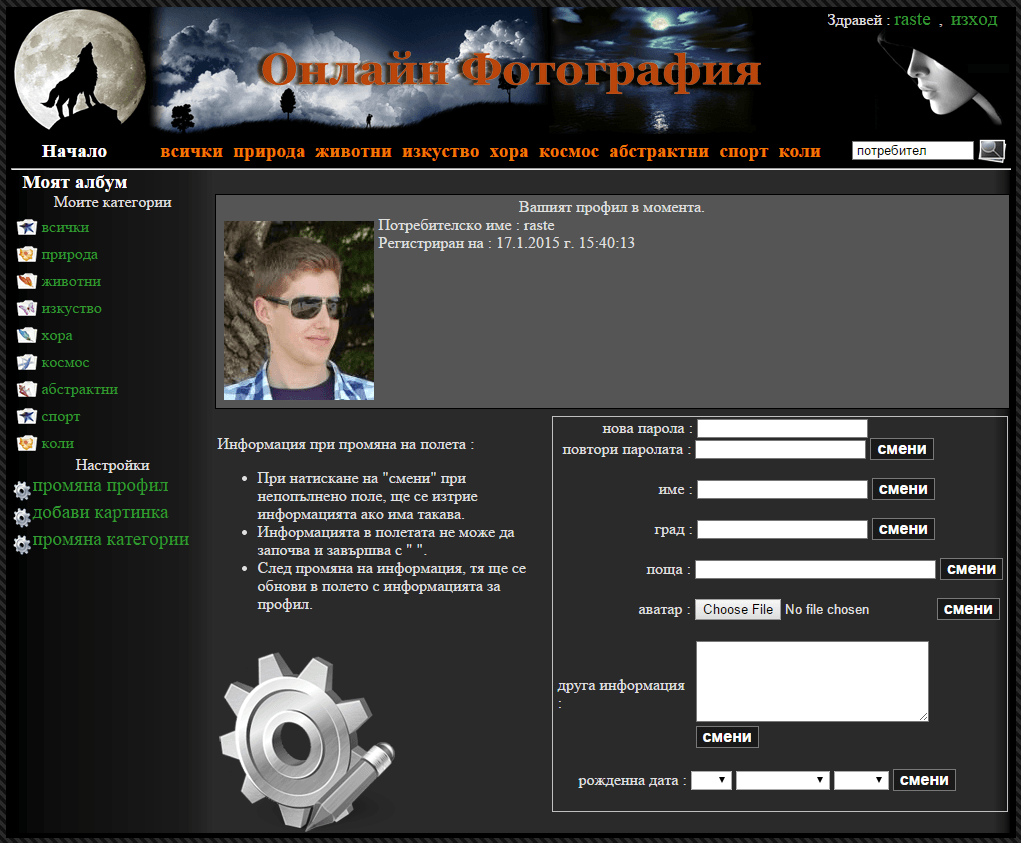 Здравей : raste , изход
Онлайн Фотография
Начало
всички природа животни изкуство хора космос абстрактни спорт коли
потребител
Моят албум
Моите категории
всички
природа
животни
изкуство
хора
космос
абстрактни
спорт
коли
Настройки
промяна профил
добави картинка
промяна категории
Вашият профил в момента.
Потребителско име : raste
Регистриран на : 17.1.2015 г. 15:40:13
Информация при промяна на полета :
При натискане на "смени" при
непопълнено поле, ще се изтрие
информацията ако има такава.
Информацията в полетата не може да
започва и завършва с " ".
След промяна на информация, тя ще се
обнови в полето с информацията за
профил.
нова парола :
повтори паролата : смени
име : смени
град : смени
поща : смени
аватар : Choose File No file chosen смени
друга информация
:
смени
рожденна дата : смени